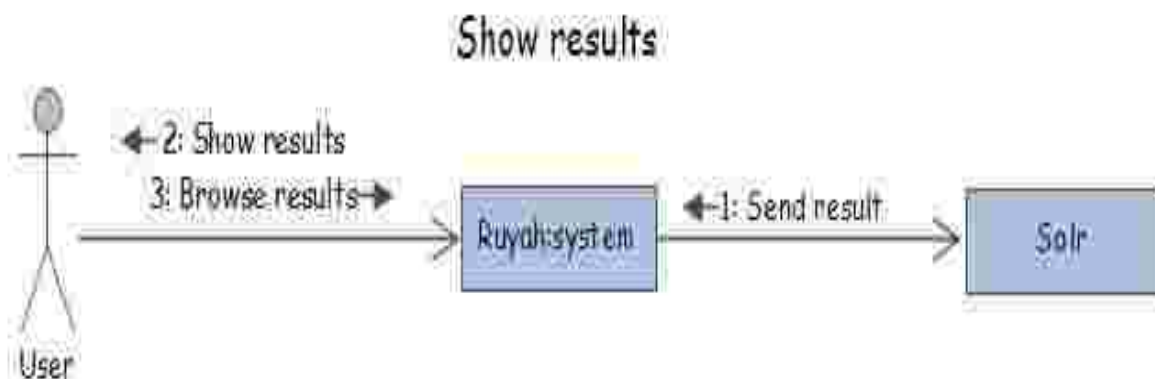 Show results
2: Show results
3: Browse results
1: Send result
Ruyah:system
Solr
User